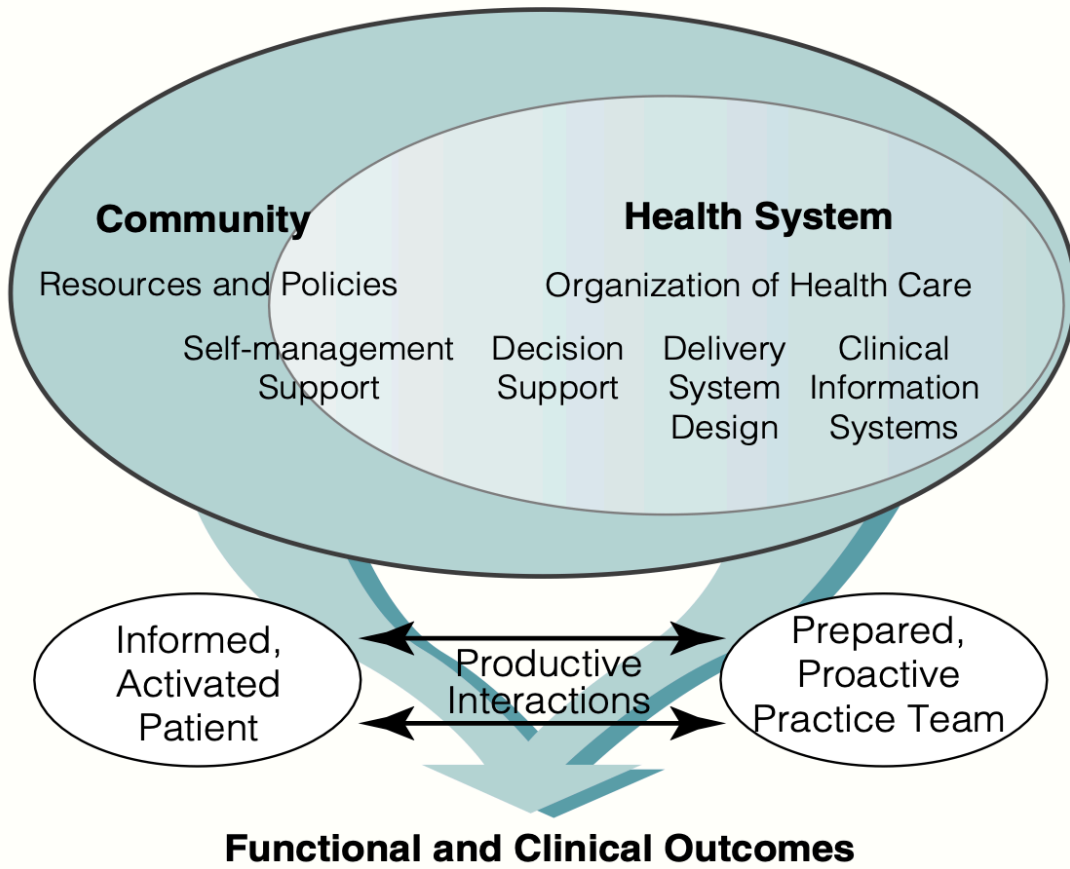 Community
Health System
Resources and Policies
Organization of Health Care
Self-management
Support
Decision
Support
Delivery
System
Design
Clinical
Information
Systems
Informed,
Activated
Patient
Productive
Interactions
Prepared,
Proactive
Practice Team
Functional and Clinical Outcomes